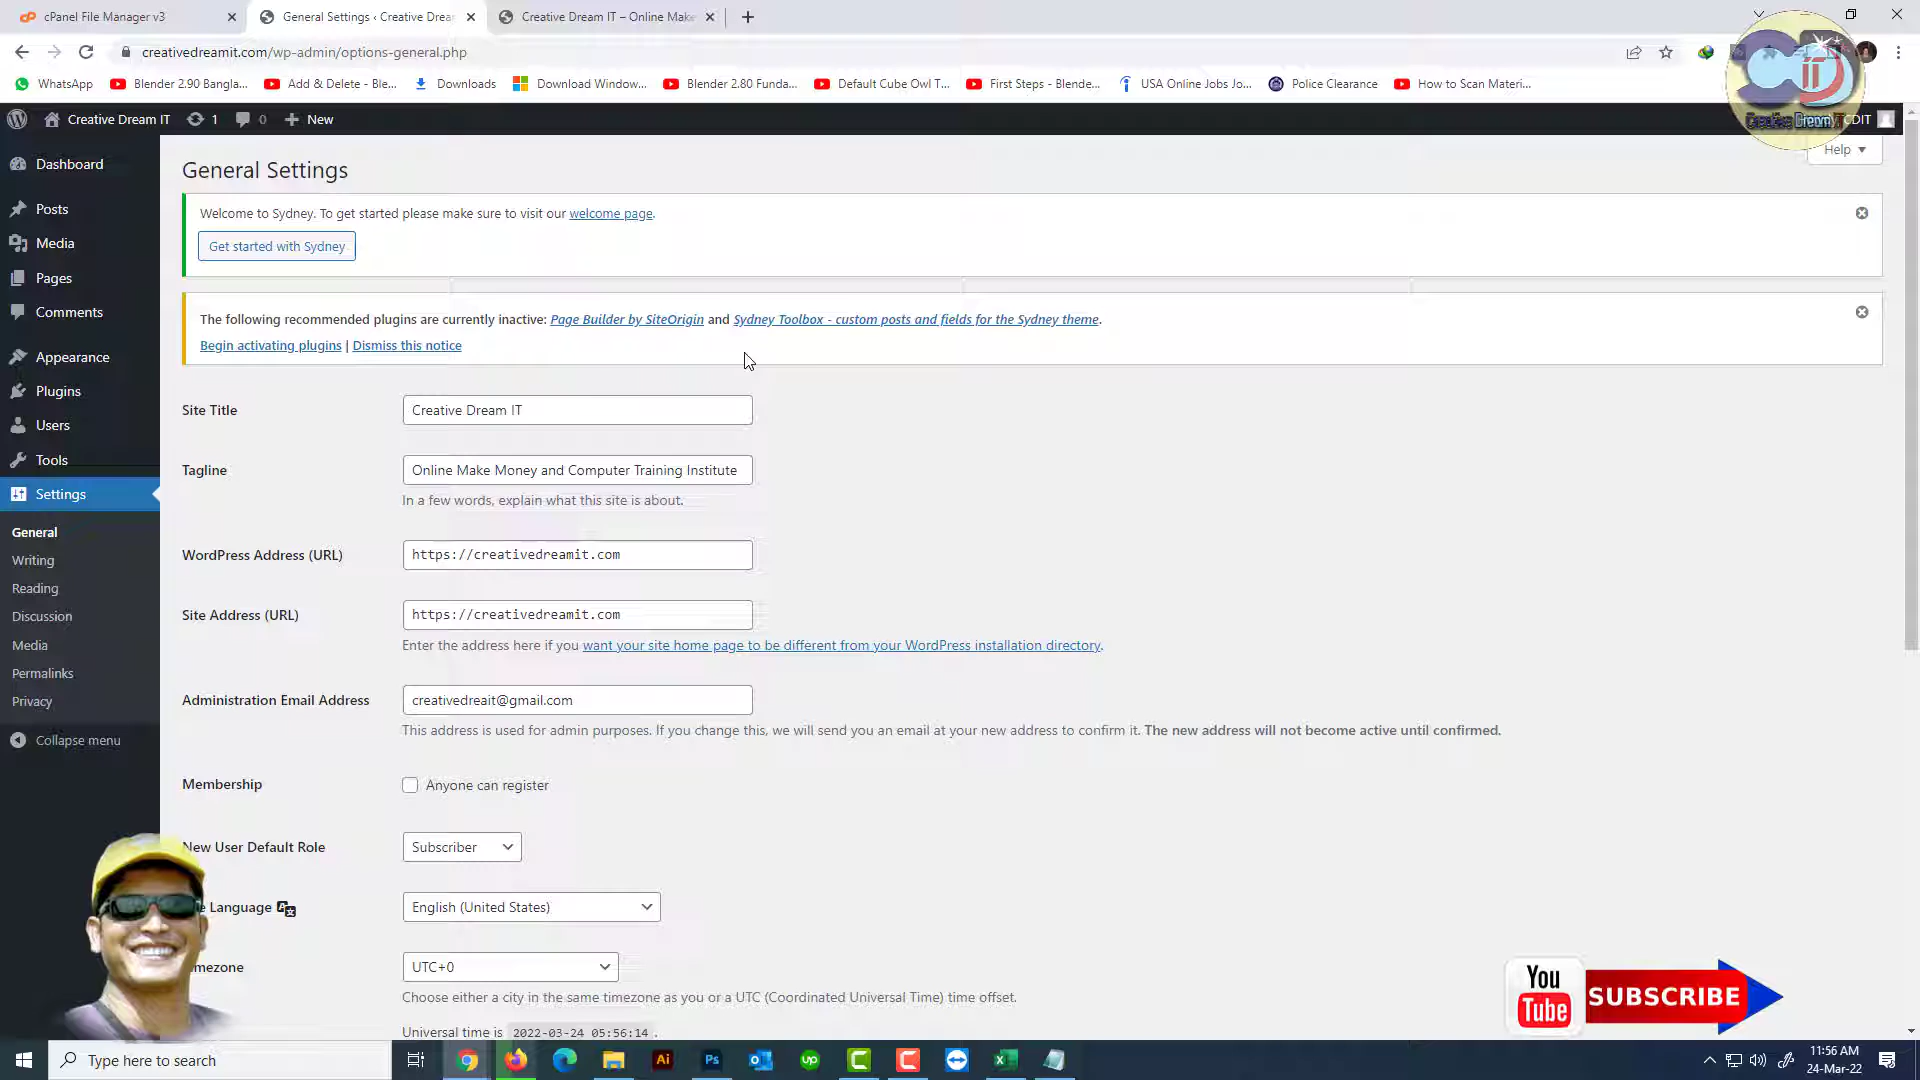 cPanel File Manager v3
General Settings ‹ Creative Drea
Creative Dream IT – Online Make
creativedreamit.com/wp-admin/options-general.php
WhatsApp
Blender 2.90 Bangla...
Add & Delete - Ble...
Downloads
Download Window...
Blender 2.80 Funda...
Default Cube Owl T...
First Steps - Blende...
USA Online Jobs Jo...
Police Clearance
How to Scan Materi...
Creative Dream IT
1
0
New
CDIT
Creative Dream IT
Help
Dashboard
Posts
Media
Pages
Comments
Appearance
Plugins
Users
Tools
Settings
General
Writing
Reading
Discussion
Media
Permalinks
Privacy
Collapse menu
General Settings
Welcome to Sydney. To get started please make sure to visit our welcome page.
Get started with Sydney
The following recommended plugins are currently inactive: Page Builder by SiteOrigin and Sydney Toolbox - custom posts and fields for the Sydney theme.
Begin activating plugins | Dismiss this notice
Site Title
Creative Dream IT
Tagline
Online Make Money and Computer Training Institute
In a few words, explain what this site is about.
WordPress Address (URL)
https://creativedreamit.com
Site Address (URL)
https://creativedreamit.com
Enter the address here if you want your site home page to be different from your WordPress installation directory.
Administration Email Address
creativedreait@gmail.com
This address is used for admin purposes. If you change this, we will send you an email at your new address to confirm it. The new address will not become active until confirmed.
Membership
Anyone can register
New User Default Role
Subscriber
Language
English (United States)
mezone
UTC+0
Choose either a city in the same timezone as you or a UTC (Coordinated Universal Time) time offset.
Universal time is 2022-03-24 05:56:14 .
You
Tube
SUBSCRIBE
Type here to search
Ai
Ps
up
11:56 AM
24-Mar-22